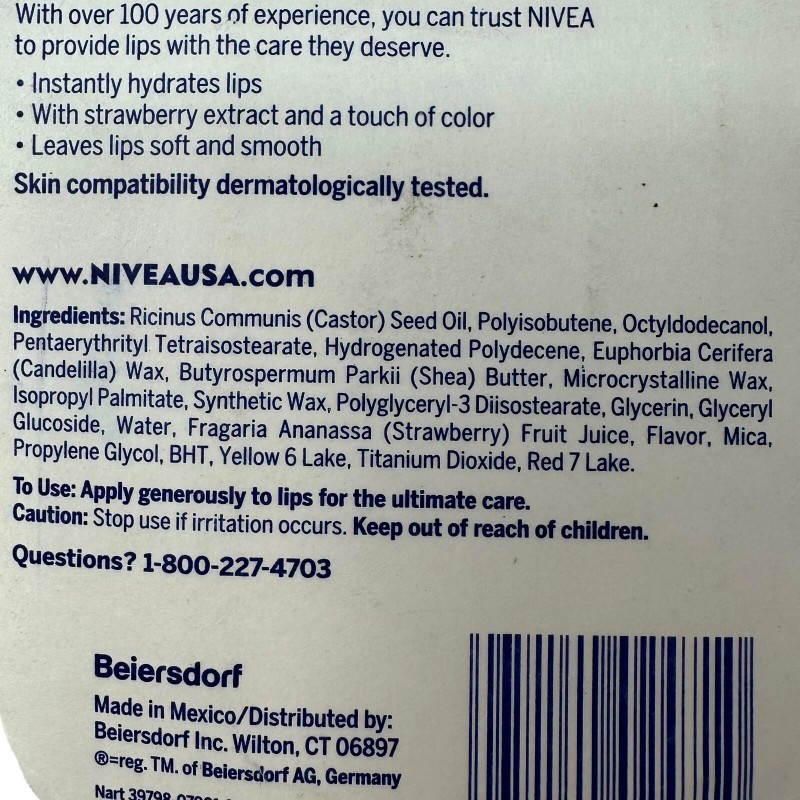 With over 100 years of experience, you can trust NIVEA
to provide lips with the care they deserve.
• Instantly hydrates lips
• With strawberry extract and a touch of color
• Leaves lips soft and smooth
Skin compatibility dermatologically tested.
www.NIVEAUSA.com
Ingredients: Ricinus Communis (Castor) Seed Oil, Polyisobutene, Octyldodecanol,
Pentaerythrityl Tetraisostearate, Hydrogenated Polydecene, Euphorbia Cerifera
(Candelilla) Wax, Butyrospermum Parkii (Shea) Butter, Microcrystalline Wax,
Isopropyl Palmitate, Synthetic Wax, Polyglyceryl-3 Diisostearate, Glycerin, Glyceryl
Glucoside, Water, Fragaria Ananassa (Strawberry) Fruit Juice, Flavor, Mica,
Propylene Glycol, BHT, Yellow 6 Lake, Titanium Dioxide, Red 7 Lake.
To Use: Apply generously to lips for the ultimate care.
Caution: Stop use if irritation occurs. Keep out of reach of children.
Questions? 1-800-227-4703
Beiersdorf
Made in Mexico/Distributed by:
Beiersdorf Inc. Wilton, CT 06897
®=reg. TM. of Beiersdorf AG, Germany
Nart 39798